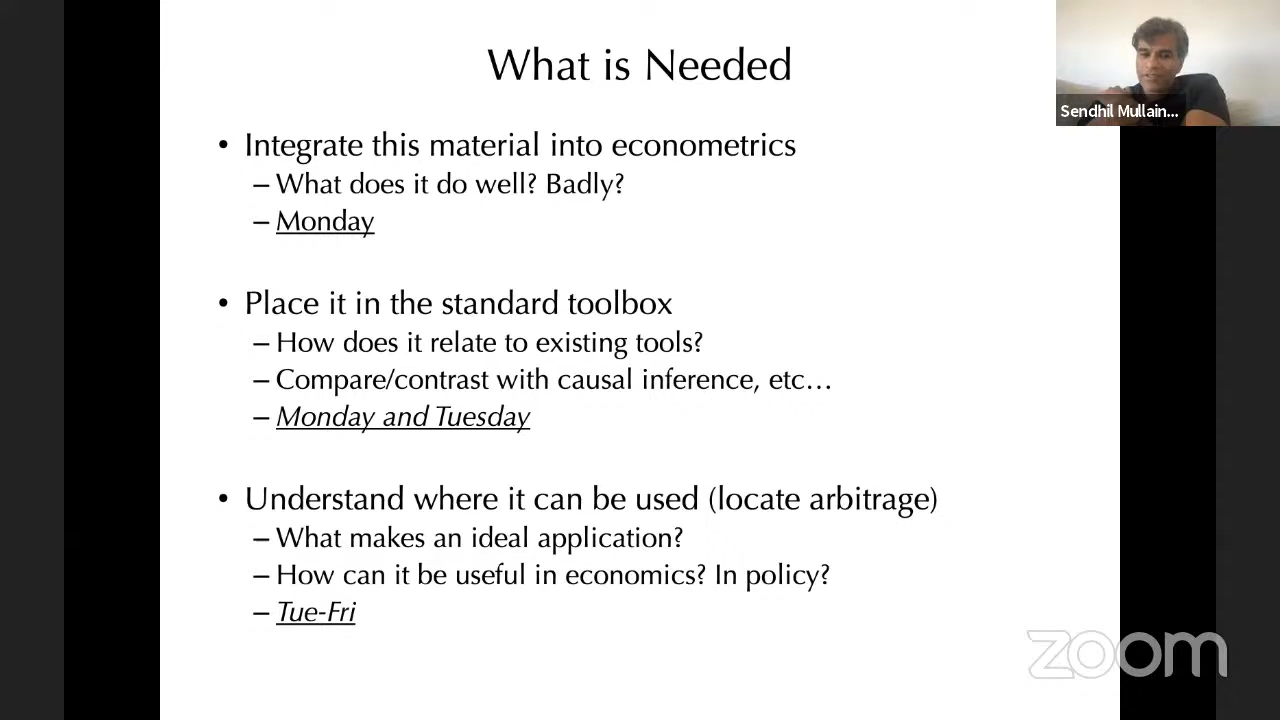 What is Needed
Sendhil Mullain...
• Integrate this material into econometrics
– What does it do well? Badly?
– Monday
• Place it in the standard toolbox
– How does it relate to existing tools?
– Compare/contrast with causal inference, etc…
– Monday and Tuesday
• Understand where it can be used (locate arbitrage)
– What makes an ideal application?
– How can it be useful in economics? In policy?
– Tue-Fri
zoom